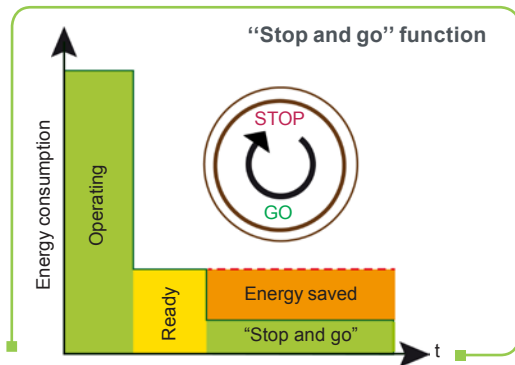 ‘‘Stop and go’’ function
Energy consumption
Operating
STOP
GO
Ready
Energy saved
“Stop and go”
t